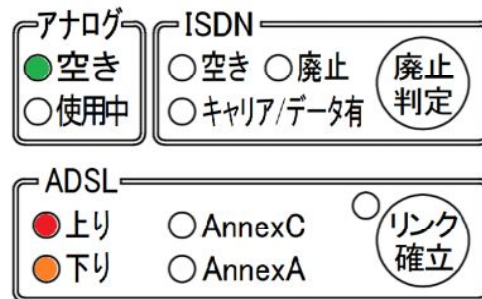 アナログ
空き
使用中
ISDN
空き 廃止
キャリア/データ有
廃止
判定
ADSL
上り
下り
AnnexC
AnnexA
リンク
確立